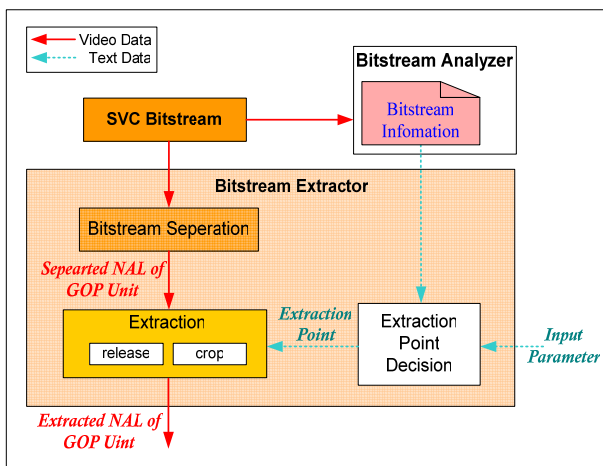 Video Data
Text Data
Bitstream Analyzer
SVC Bitstream
Bitstream
Infomation
Bitstream Extractor
Bitstream Seperation
Sepearted NAL of
GOP Unit
Extraction
release
crop
Extraction
Point
Extraction
Point
Decision
Input
Parameter
Extracted NAL of
GOP Uint